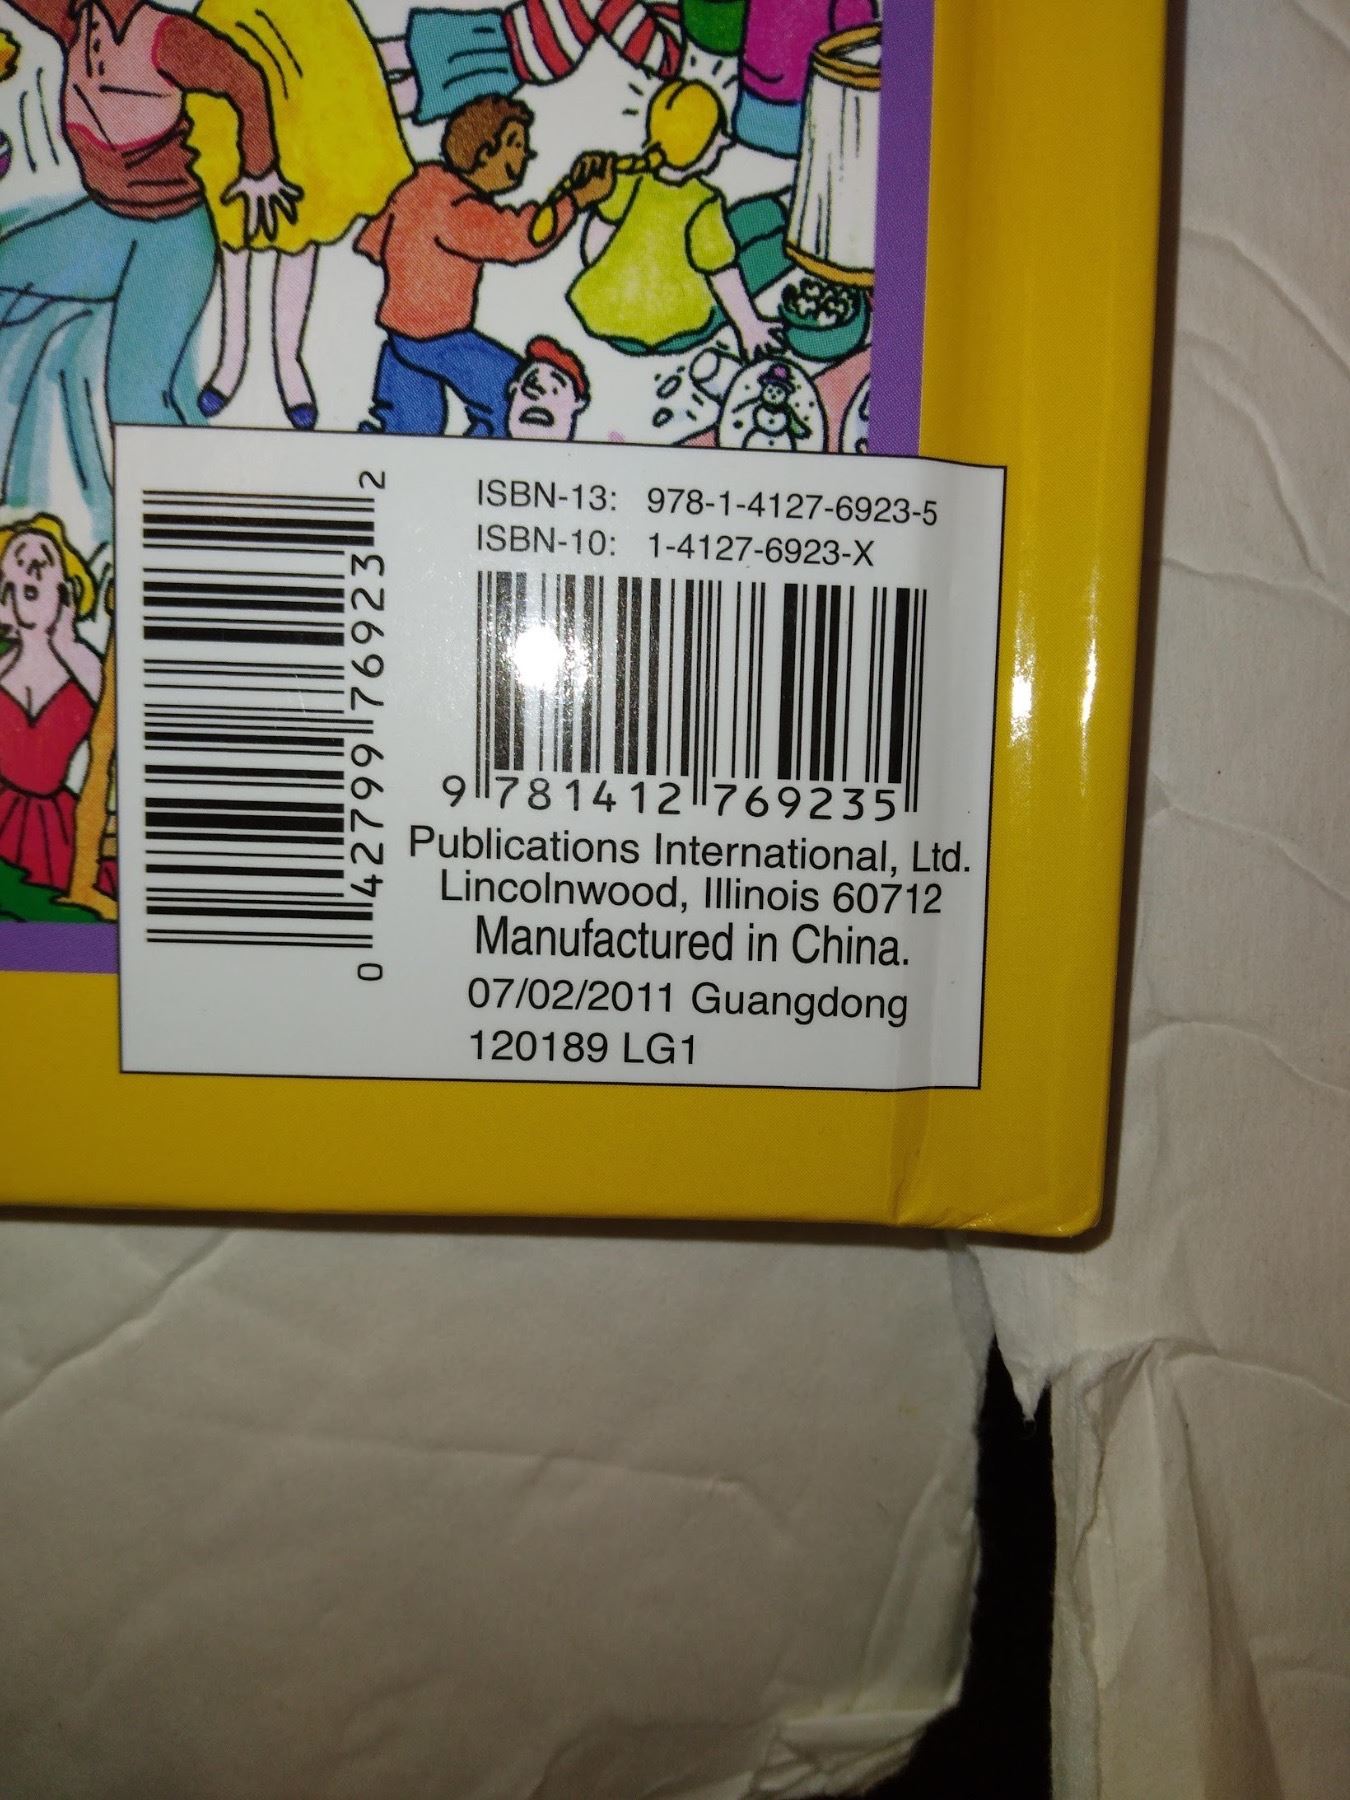 ISBN-13: 978-1-4127-6923-5
ISBN-10: 1-4127-6923-X
0 42799 76923 2
9 781412 769235
Publications International, Ltd.
Lincolnwood, Illinois 60712
Manufactured in China.
07/02/2011 Guangdong
120189 LG1